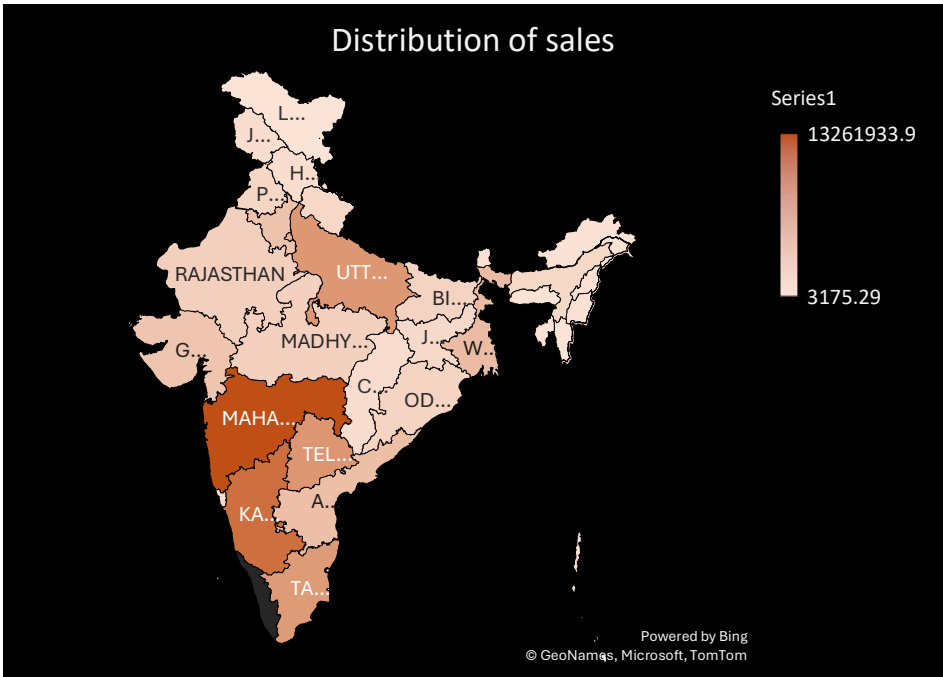 Distribution of sales
Series1
13261933.9
3175.29
L...
J...
H..
P...
RAJASTHAN
UTT...
BI...
MADHY...
J...
G...
W..
C...
OD...
MAHA...
TEL...
A..
KA..
TA...
Powered by Bing
© GeoNames, Microsoft, TomTom